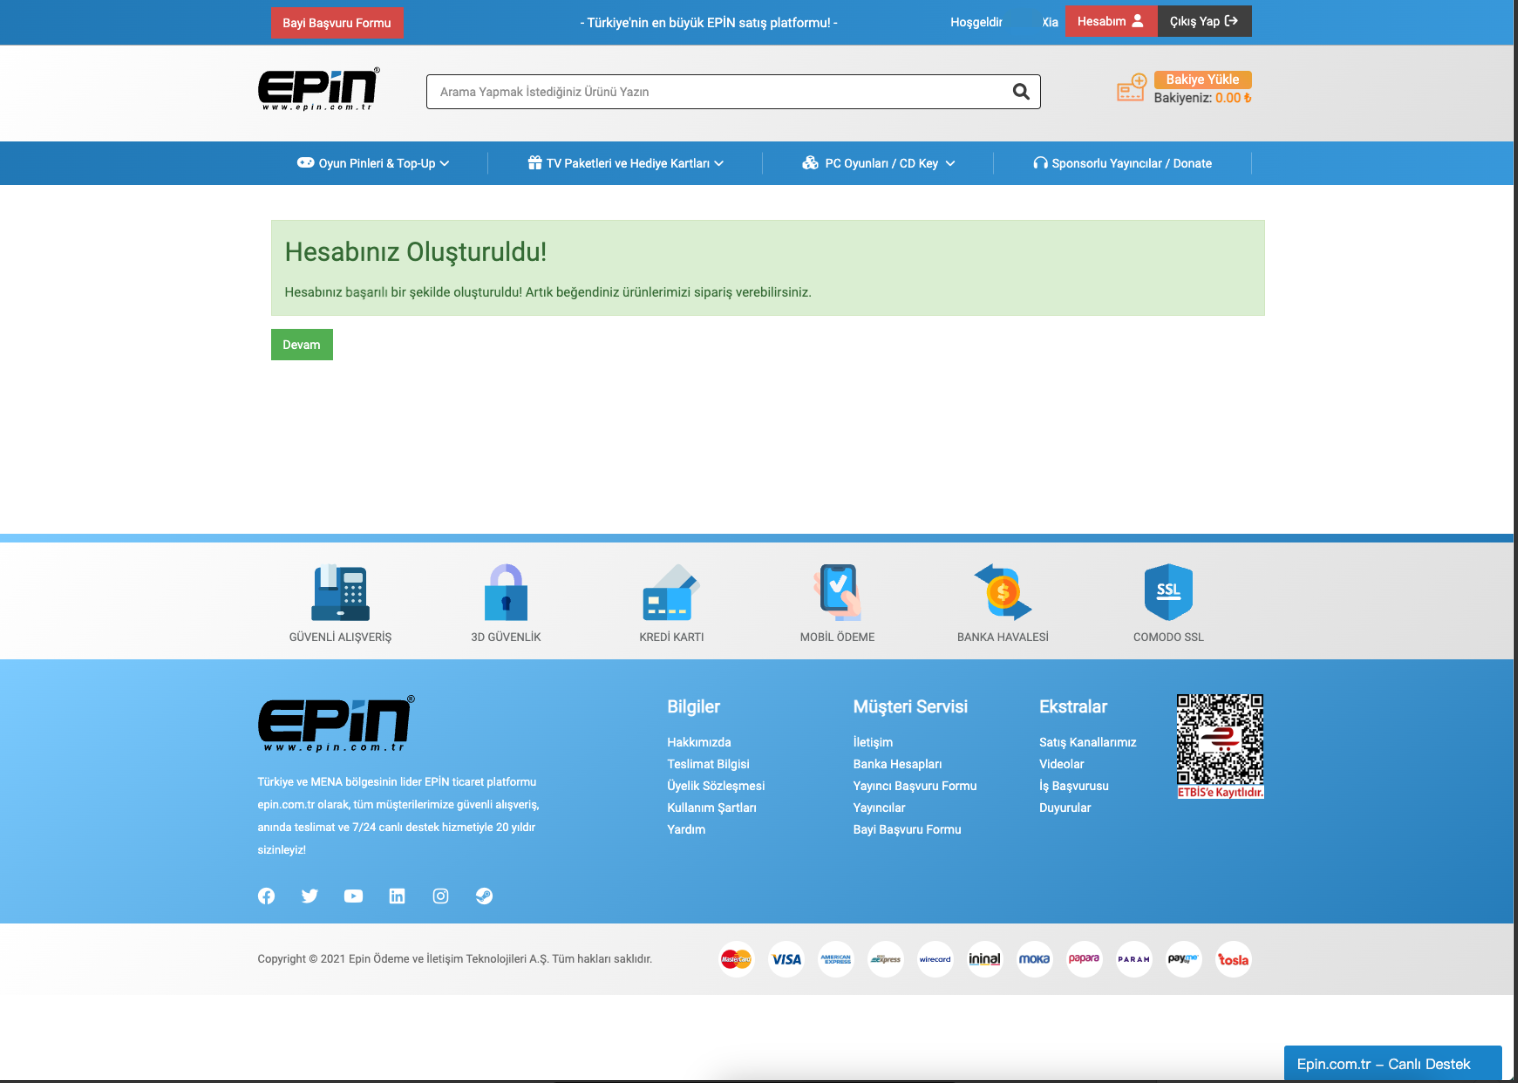 Bayi Başvuru Formu
- Türkiye'nin en büyük EPİN satış platformu! -
Hoşgeldir
Kia
Hesabım
Çıkış Yap
EPİN
www.epin.com.tr
Arama Yapmak İstediğiniz Ürünü Yazın
Bakiye Yükle
Bakiyeniz: 0.00 ₺
Oyun Pinleri & Top-Up
TV Paketleri ve Hediye Kartları
PC Oyunları / CD Key
Sponsorlu Yayıncılar / Donate
Hesabınız Oluşturuldu!
Hesabınız başarılı bir şekilde oluşturuldu! Artık beğendiniz ürünlerimizi sipariş verebilirsiniz.
Devam
GÜVENLİ ALIŞVERİŞ
3D GÜVENLİK
KREDİ KARTI
MOBİL ÖDEME
BANKA HAVALESİ
SSL
COMODO SSL
EPİN
www.epin.com.tr
Türkiye ve MENA bölgesinin lider EPİN ticaret platformu
epin.com.tr olarak, tüm müşterilerimize güvenli alışveriş,
anında teslimat ve 7/24 canlı destek hizmetiyle 20 yıldır
sizinleyiz!
Bilgiler
Hakkımızda
Teslimat Bilgisi
Üyelik Sözleşmesi
Kullanım Şartları
Yardım
Müşteri Servisi
İletişim
Banka Hesapları
Yayıncı Başvuru Formu
Yayıncılar
Bayi Başvuru Formu
Ekstralar
Satış Kanallarımız
Videolar
İş Başvurusu
Duyurular
ETBİS'e Kayıtlıdır.
Copyright © 2021 Epin Ödeme ve İletişim Teknolojileri A.Ş. Tüm hakları saklıdır.
MasterCard
VISA
AMERICAN EXPRESS
wirecard
ininal
moka
papara
PARAM
tosla
Epin.com.tr – Canlı Destek